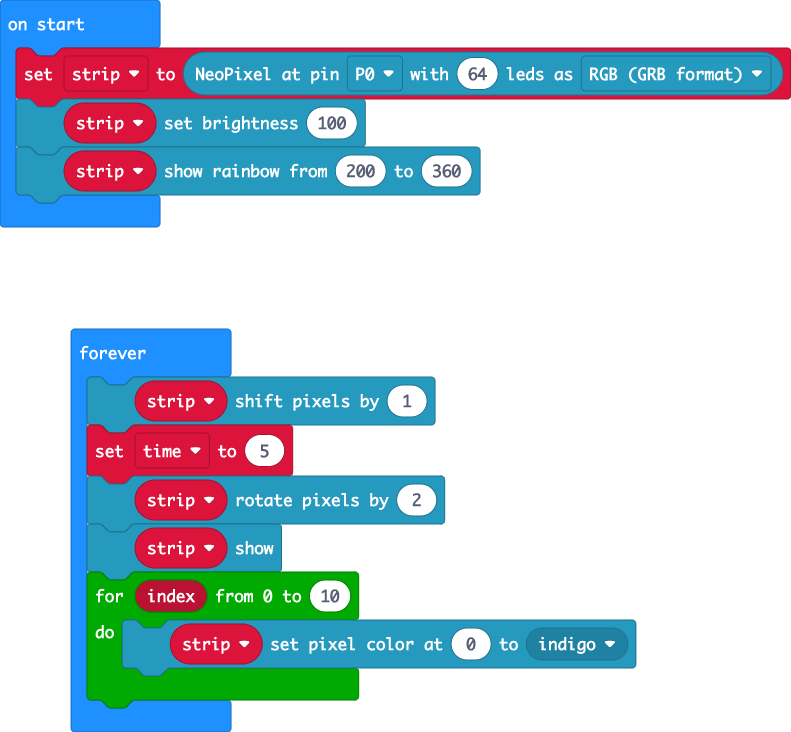 on start
set strip to NeoPixel at pin P0 with 64 leds as RGB (GRB format)
strip set brightness 100
strip show rainbow from 200 to 360
forever
strip shift pixels by 1
set time to 5
strip rotate pixels by 2
strip show
for index from 0 to 10
do strip set pixel color at 0 to indigo